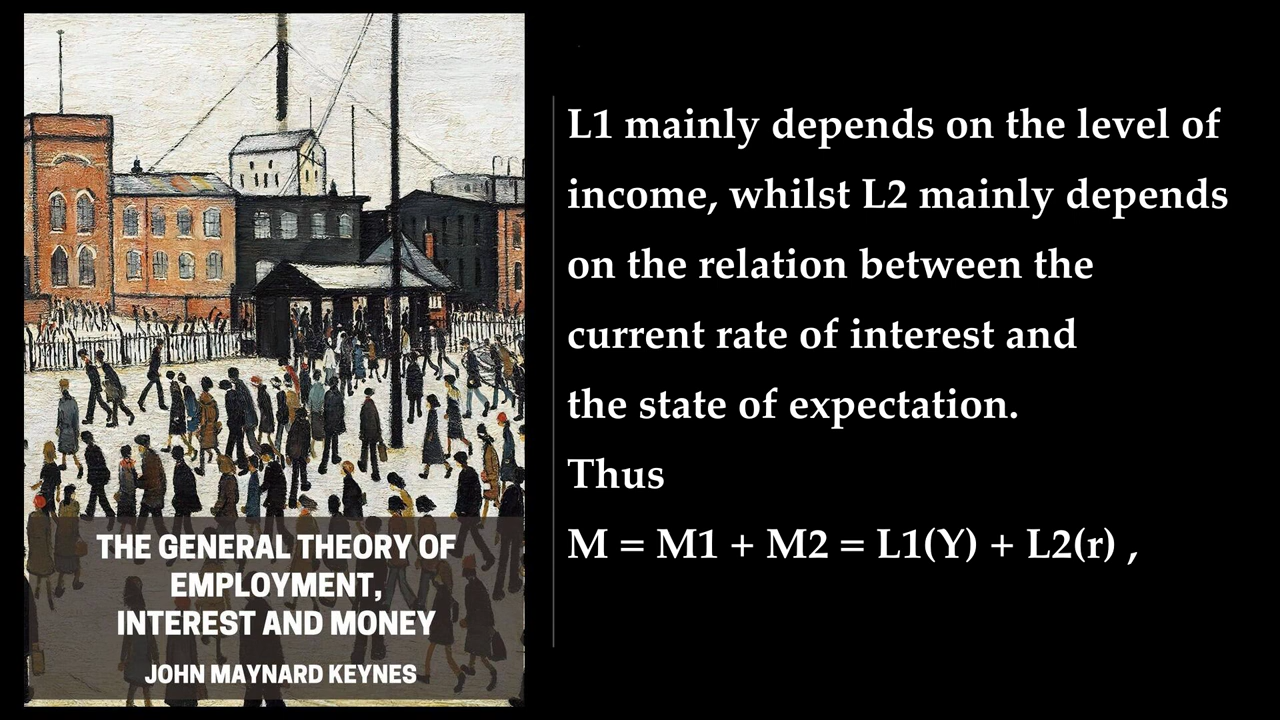 THE GENERAL THEORY OF
EMPLOYMENT,
INTEREST AND MONEY
JOHN MAYNARD KEYNES
L1 mainly depends on the level of
income, whilst L2 mainly depends
on the relation between the
current rate of interest and
the state of expectation.
Thus
M = M1 + M2 = L1(Y) + L2(r) ,